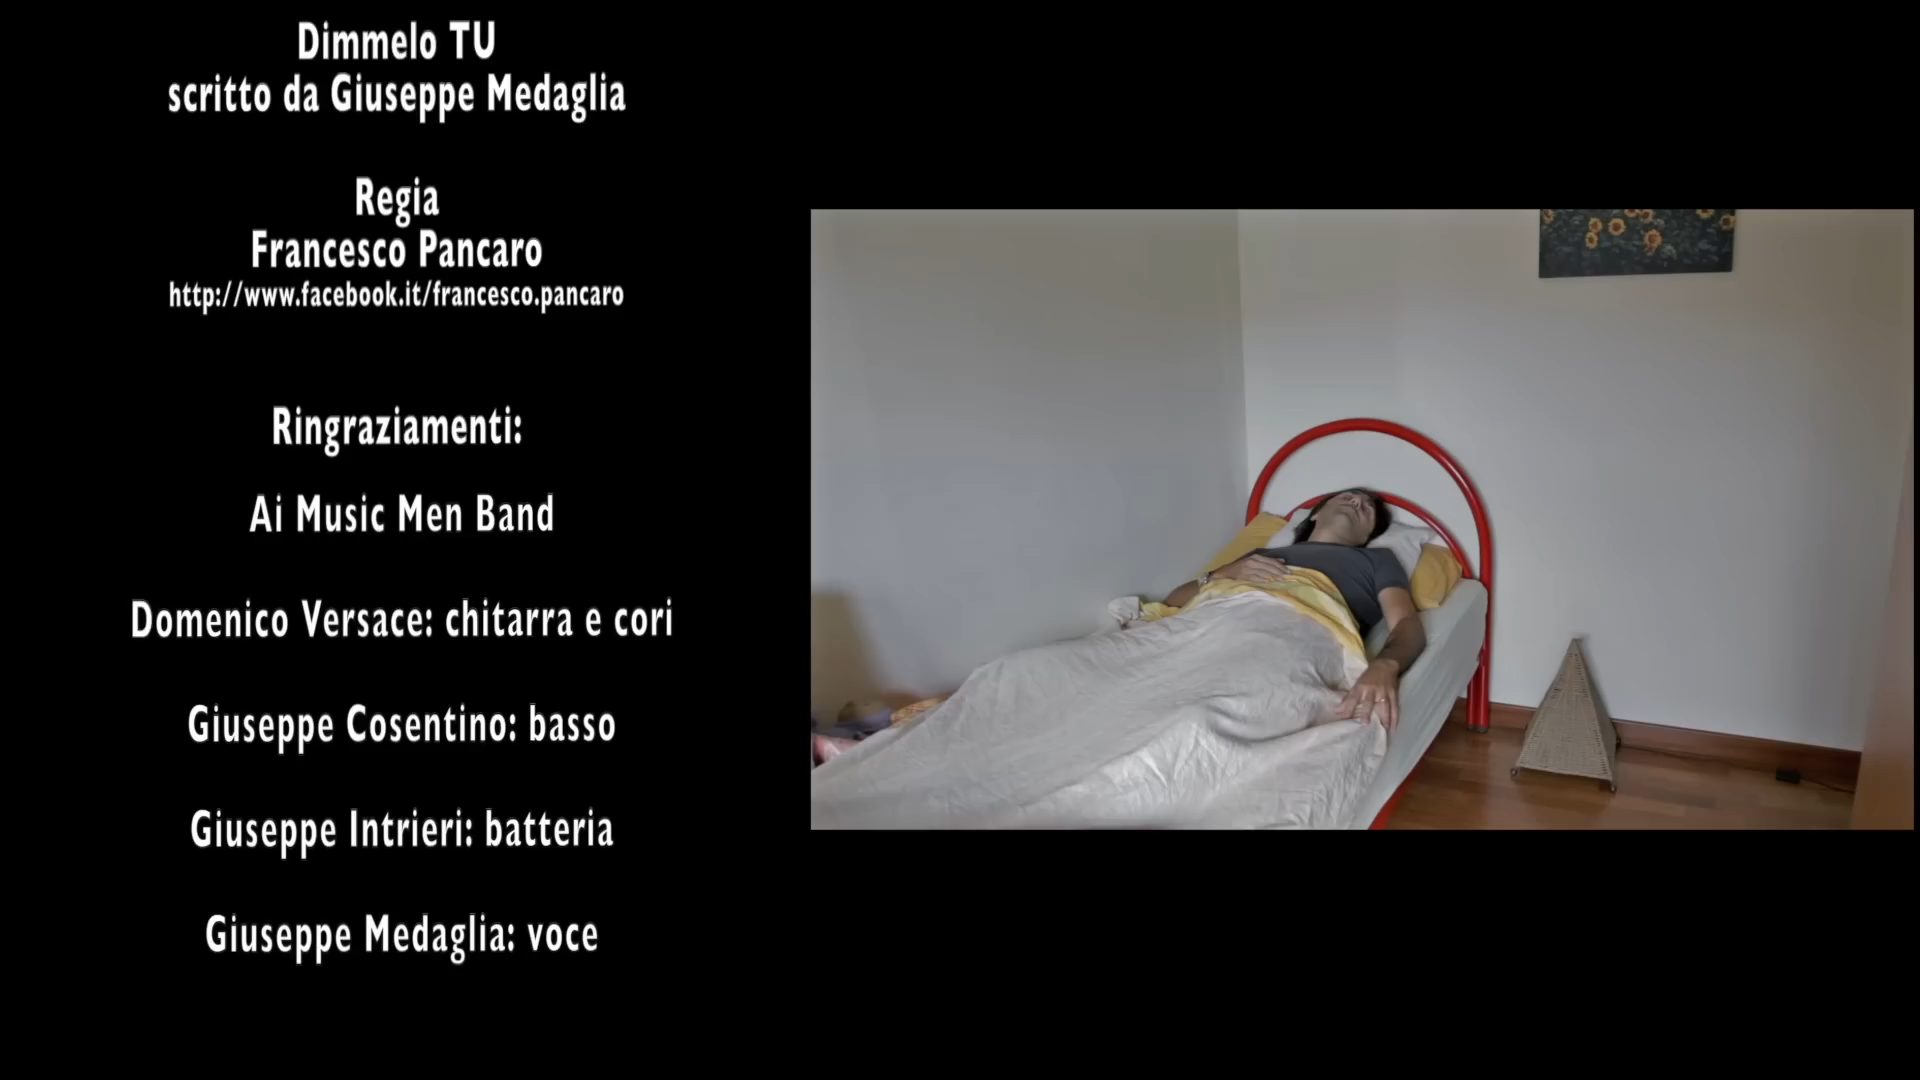 Dimmelo TU
scritto da Giuseppe Medaglia
Regia
Francesco Pancaro
http://www.facebook.it/francesco.pancaro
Ringraziamenti:
Ai Music Men Band
Domenico Versace: chitarra e cori
Giuseppe Cosentino: basso
Giuseppe Intrieri: batteria
Giuseppe Medaglia: voce